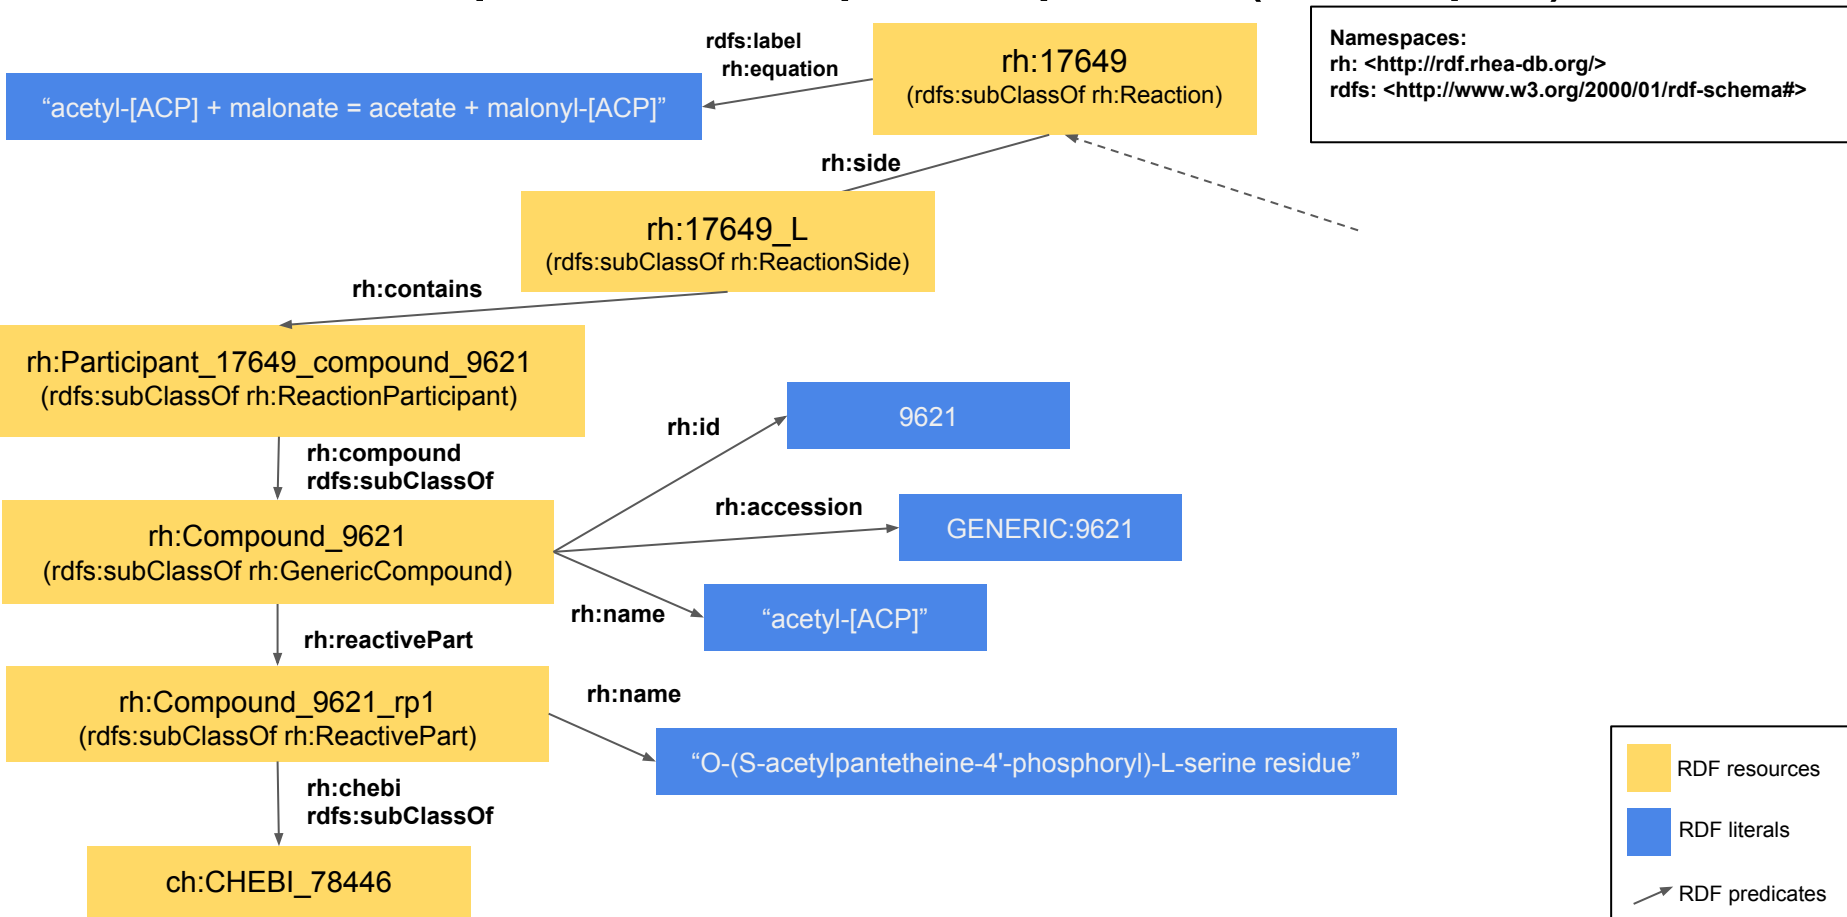 rdfs:label
rh:equation
rh:17649
(rdfs:subClassOf rh:Reaction)
Namespaces:
rh: <http://rdf.rhea-db.org/>
rdfs: <http://www.w3.org/2000/01/rdf-schema#>
“acetyl-[ACP] + malonate = acetate + malonyl-[ACP]”
rh:side
rh:17649_L
(rdfs:subClassOf rh:ReactionSide)
rh:contains
rh:Participant_17649_compound_9621
(rdfs:subClassOf rh:ReactionParticipant)
rh:compound
rdfs:subClassOf
rh:id
9621
rh:Compound_9621
(rdfs:subClassOf rh:GenericCompound)
rh:accession
GENERIC:9621
rh:name
“acetyl-[ACP]”
rh:reactivePart
rh:Compound_9621_rp1
(rdfs:subClassOf rh:ReactivePart)
rh:name
“O-(S-acetylpantetheine-4'-phosphoryl)-L-serine residue”
rh:chebi
rdfs:subClassOf
ch:CHEBI_78446
RDF resources
RDF literals
RDF predicates